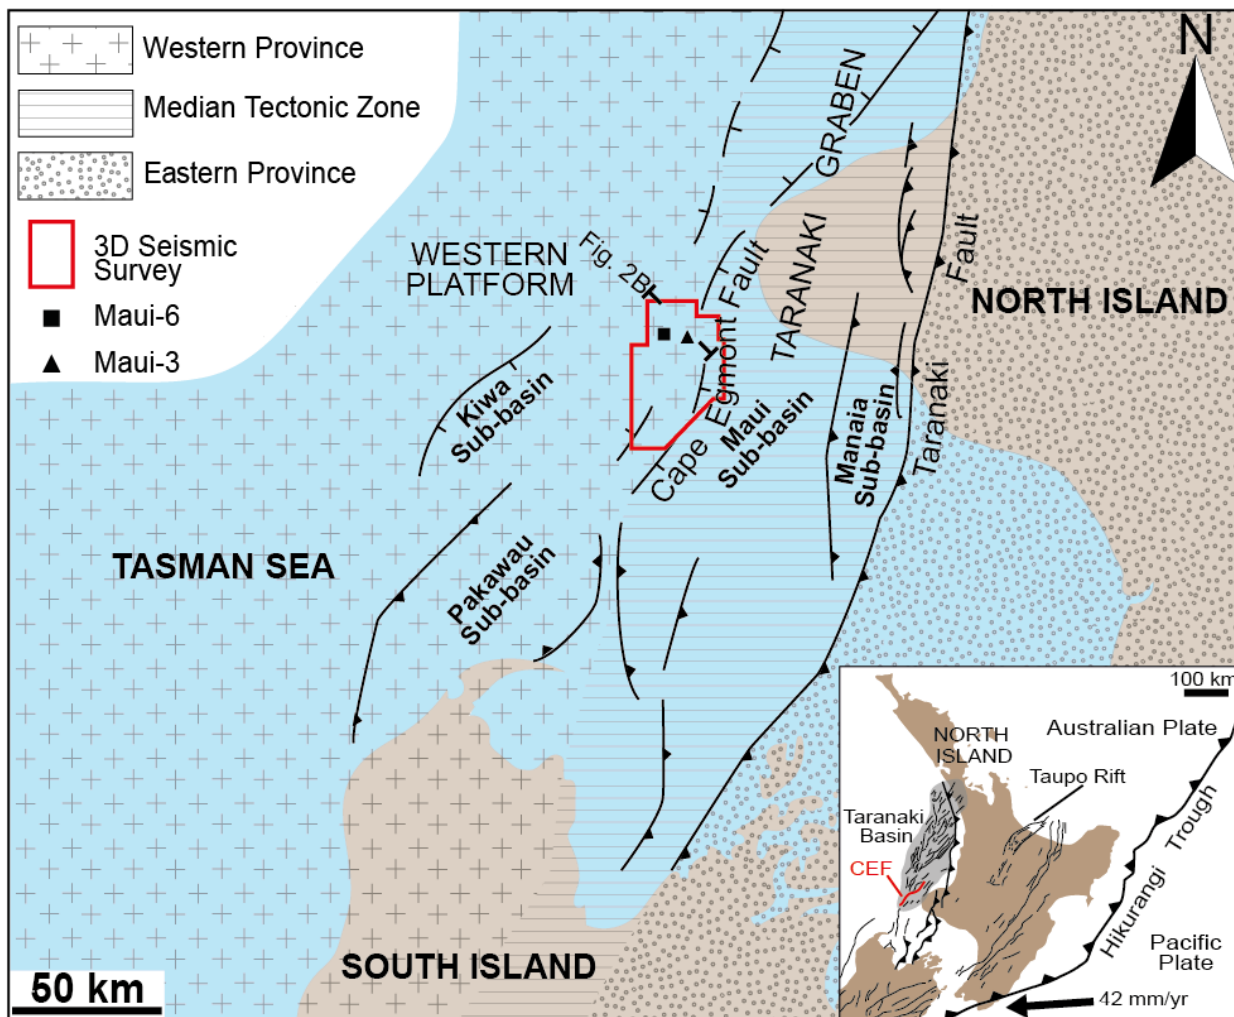 Western Province
Median Tectonic Zone
Eastern Province
3D Seismic
Survey
Maui-6
Maui-3
N
GRABEN
TARANAKI
WESTERN
PLATFORM
Fig. 2B
Cape Egmont Fault
Taranaki Fault
NORTH ISLAND
Kiwa
Sub-basin
Maui
Sub-basin
Manaia
Sub-basin
TASMAN SEA
Pakawau
Sub-basin
SOUTH ISLAND
50 km
100 km
NORTH
ISLAND
Australian Plate
Taupo Rift
Taranaki
Basin
CEF
Hikurangi Trough
Pacific
Plate
42 mm/yr